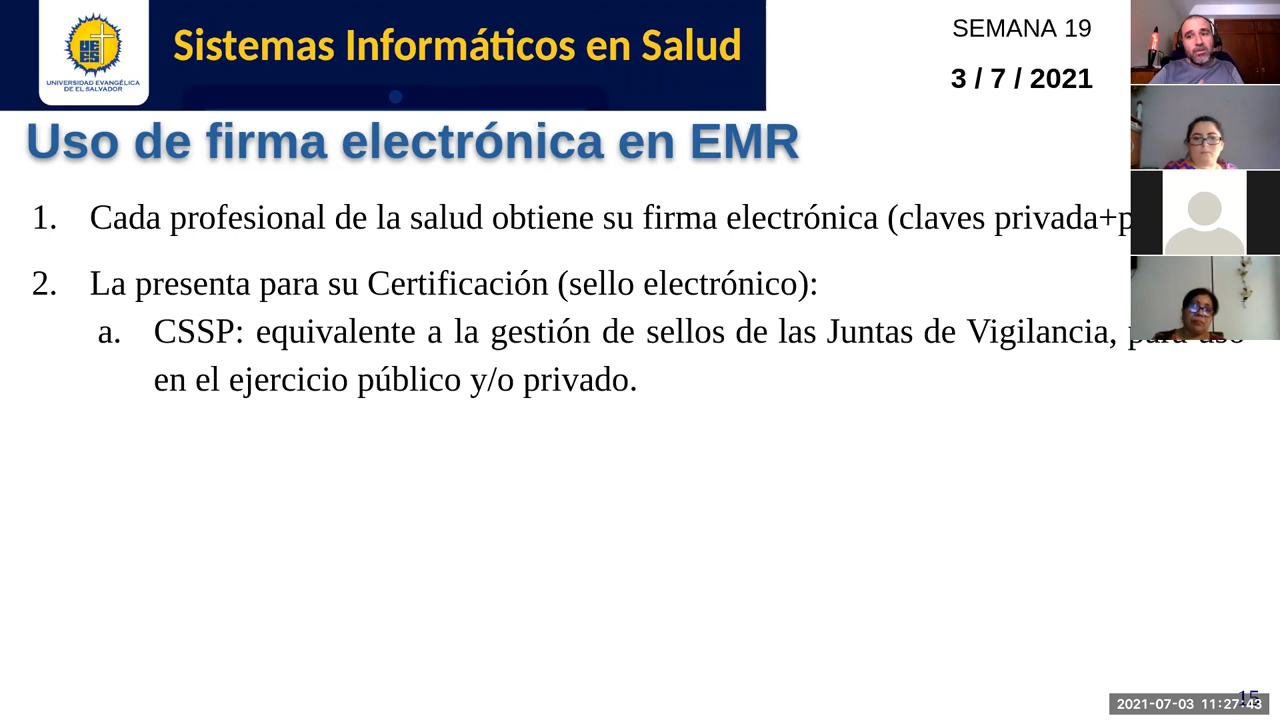 UNIVERSIDAD EVANGÉLICA
DE EL SALVADOR
Sistemas Informáticos en Salud
SEMANA 19
3 / 7 / 2021
Uso de firma electrónica en EMR
1. Cada profesional de la salud obtiene su firma electrónica (claves privada+p
2. La presenta para su Certificación (sello electrónico):
a. CSSP: equivalente a la gestión de sellos de las Juntas de Vigilancia, para uso
en el ejercicio público y/o privado.
15
2021-07-03 11:27:43